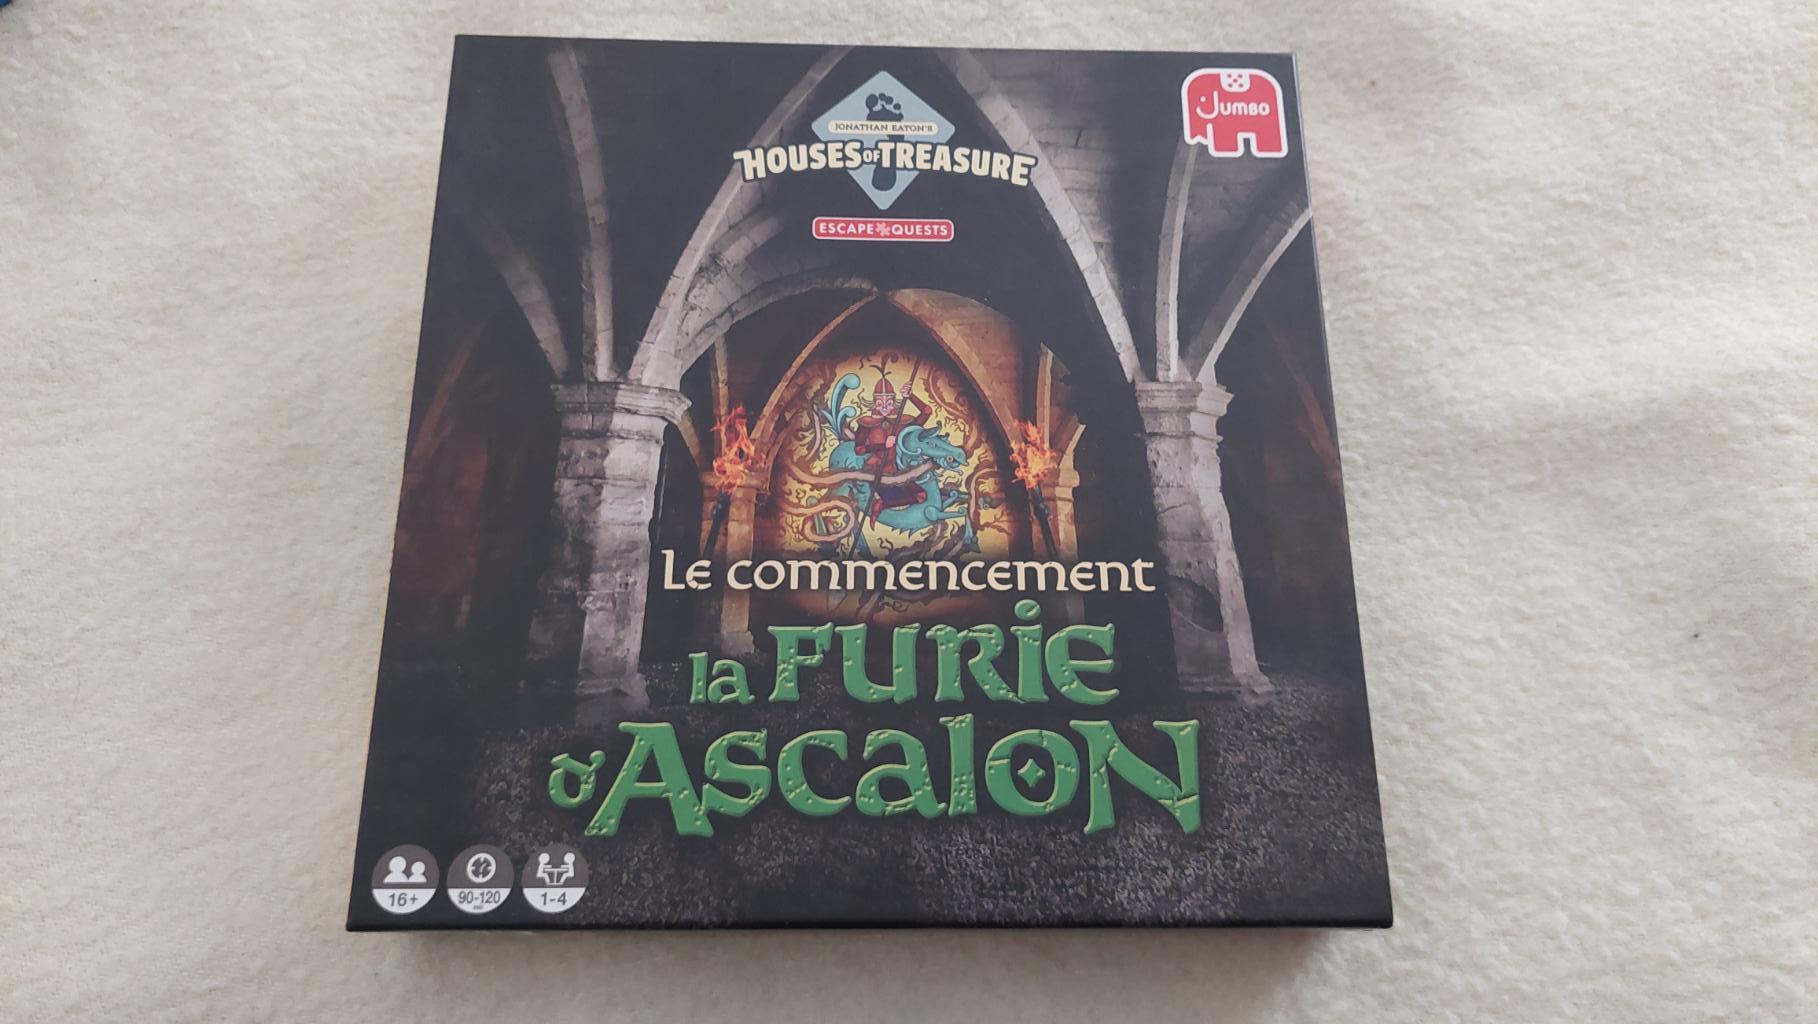 JONATHAN EATON'S
HOUSES OF TREASURE
ESCAPE QUESTS
Jumbo
Le commencement
la Furie
d'Ascalon
16+
90-120
1-4